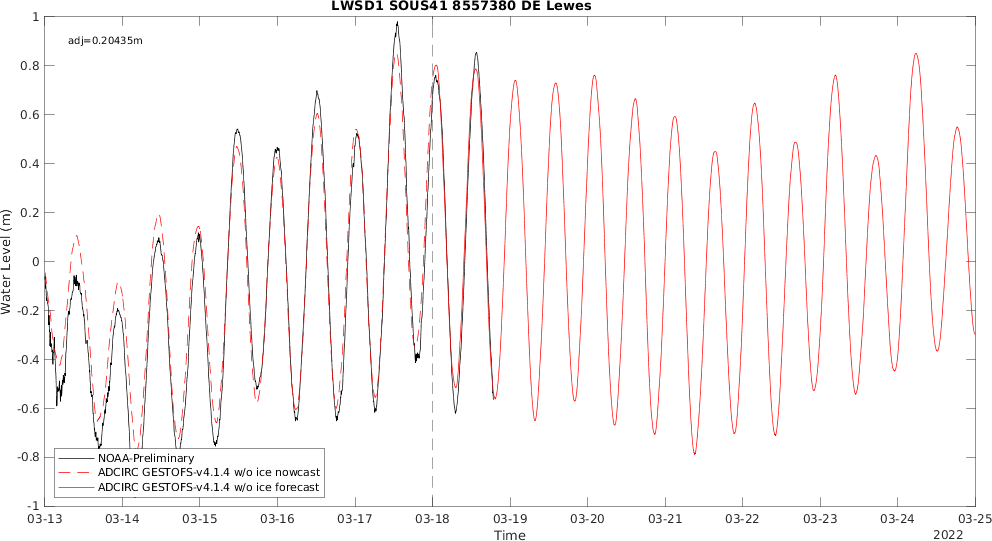 LWSD1 SOUS41 8557380 DE Lewes
adj=0.20435m
1
0.8
0.6
0.4
0.2
0
-0.2
-0.4
-0.6
-0.8
-1
Water Level (m)
NOAA-Preliminary
ADCIRC GESTOFS-v4.1.4 w/o ice nowcast
ADCIRC GESTOFS-v4.1.4 w/o ice forecast
03-13 03-14 03-15 03-16 03-17 03-18 03-19 03-20 03-21 03-22 03-23 03-24 03-25
Time
2022